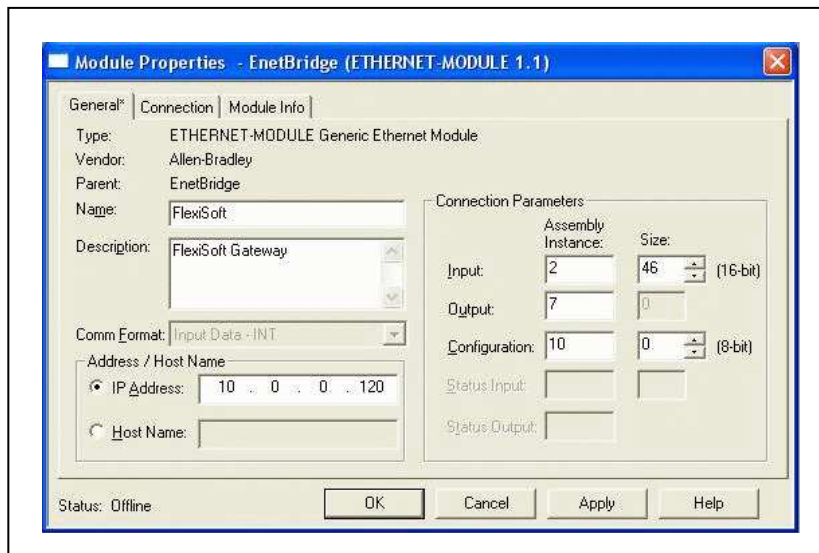 Module Properties - EnetBridge (ETHERNET-MODULE 1.1)
General* Connection Module Info
Type: ETHERNET-MODULE Generic Ethernet Module
Vendor: Allen-Bradley
Parent: EnetBridge
Name: FlexiSoft
Description: FlexiSoft Gateway
Comm Format: Input Data - INT
Address / Host Name
IP Address: 10 . 0 . 0 . 120
Host Name:
Connection Parameters
Assembly Instance: Size:
Input: 2 46 (16-bit)
Output: 7 0
Configuration: 10 0 (8-bit)
Status Input:
Status Output:
Status: Offline
OK Cancel Apply Help